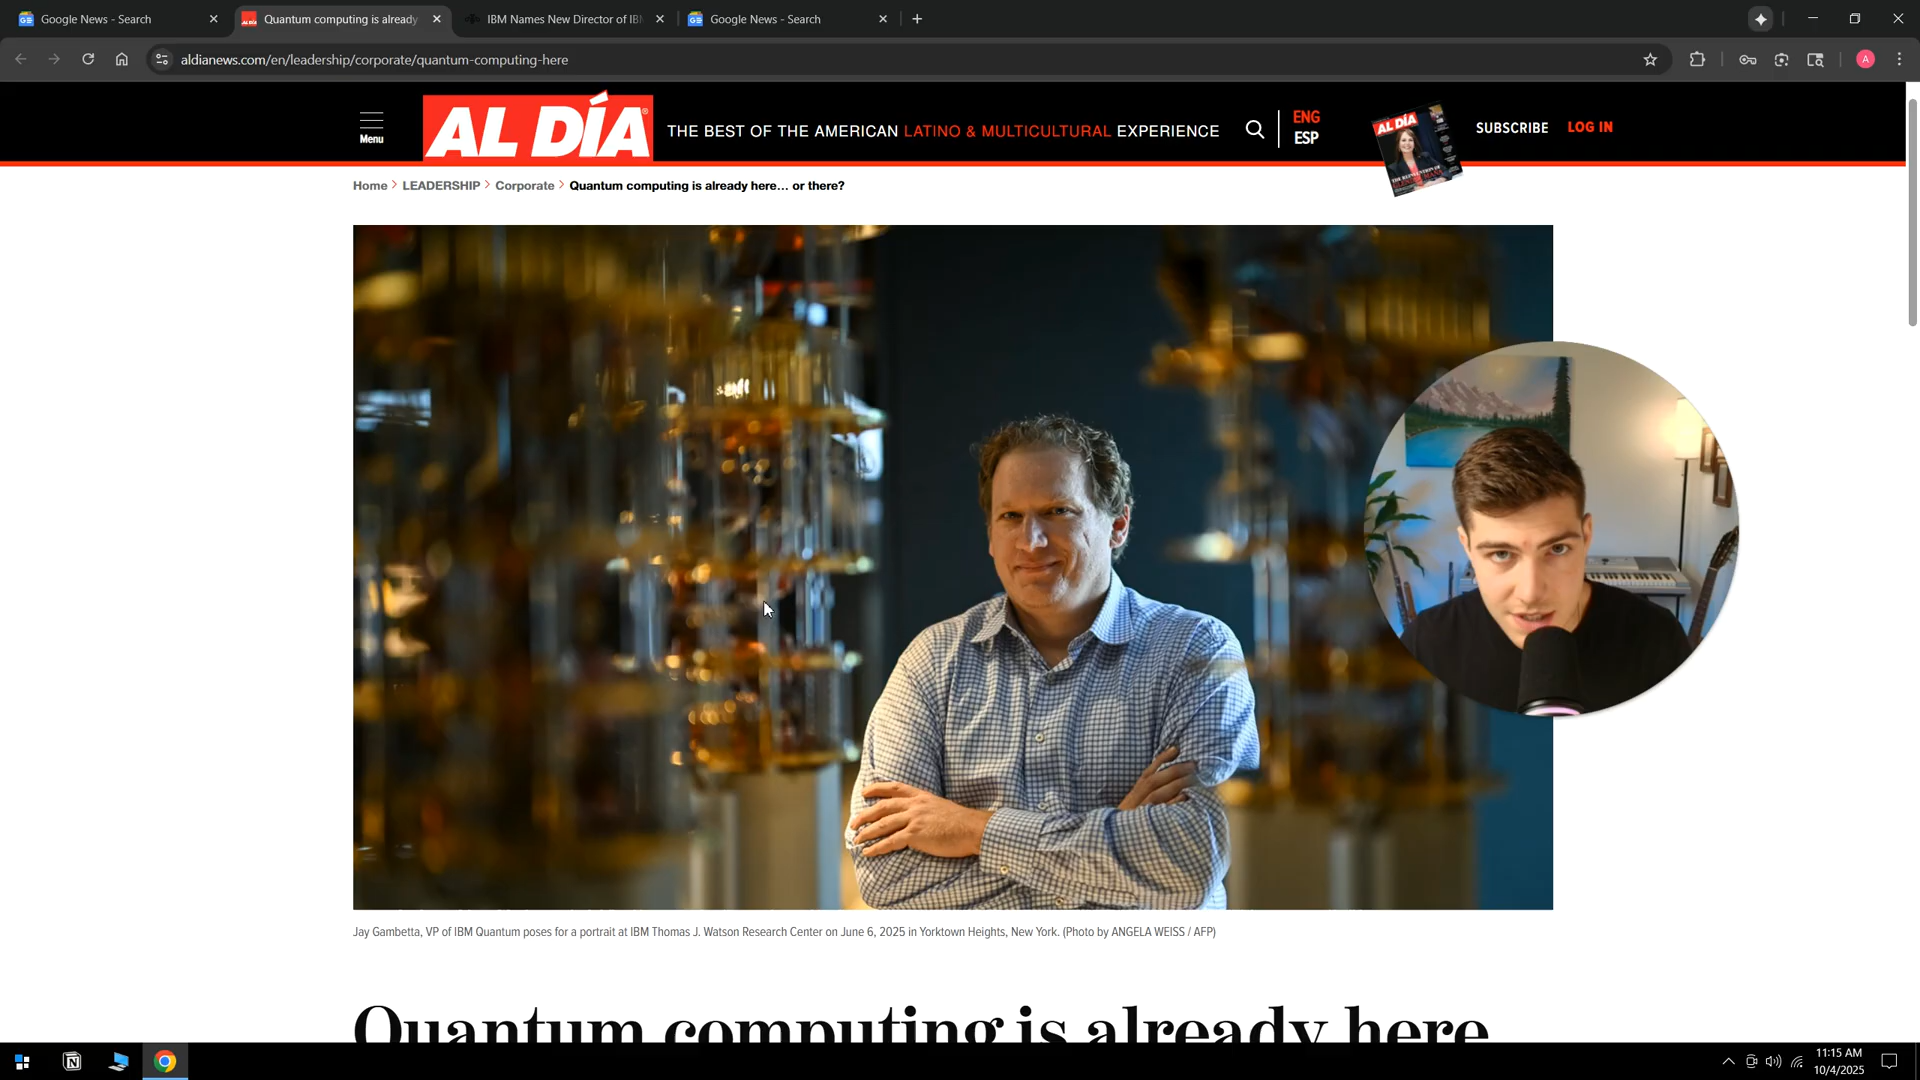 Google News - Search
Quantum computing is already
IBM Names New Director of IB
Google News - Search
aldianews.com/en/leadership/corporate/quantum-computing-here
A
Menu
AL DÍA
THE BEST OF THE AMERICAN LATINO & MULTICULTURAL EXPERIENCE
ENG
ESP
AL DÍA
SUBSCRIBE
LOG IN
Home > LEADERSHIP > Corporate > Quantum computing is already here... or there?
Jay Gambetta, VP of IBM Quantum poses for a portrait at IBM Thomas J. Watson Research Center on June 6, 2025 in Yorktown Heights, New York. (Photo by ANGELA WEISS / AFP)
Quantum computing is already here
11:15 AM
10/4/2025